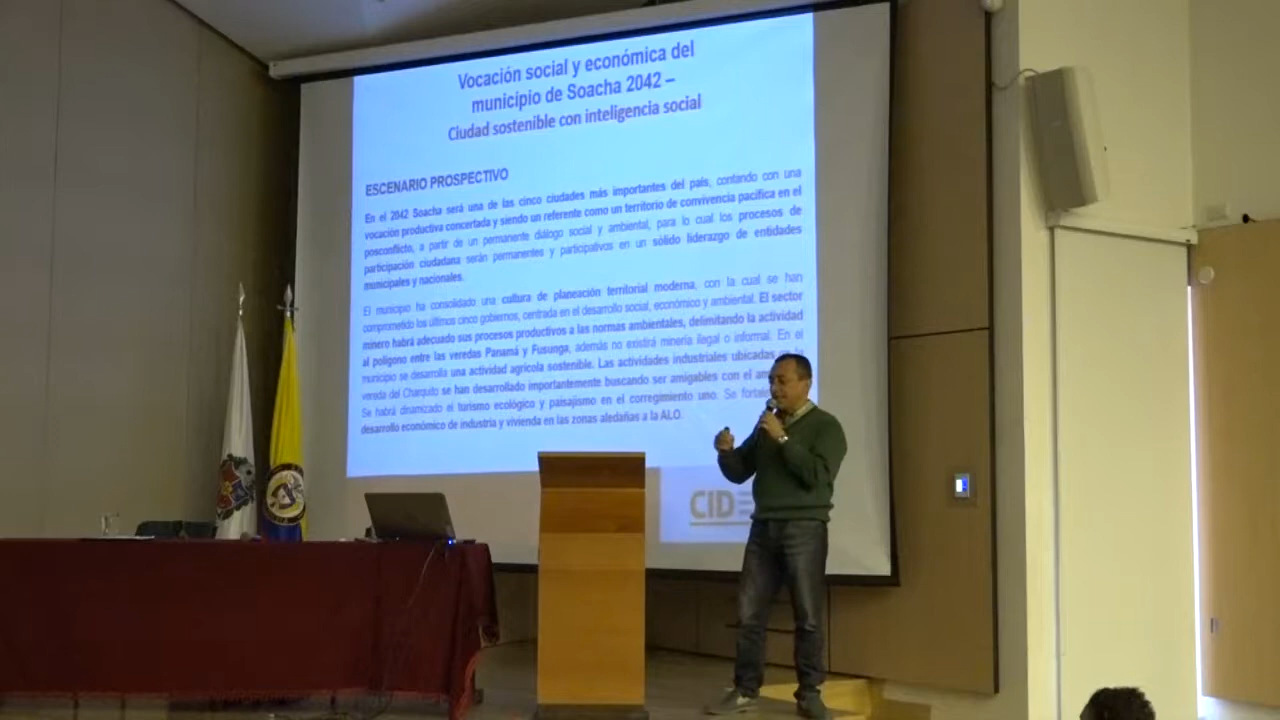 Vocación social y económica del
municipio de Soacha 2042 –
Ciudad sostenible con inteligencia social
ESCENARIO PROSPECTIVO
En el 2042 Soacha será una de las cinco ciudades más importantes del país, contando con una
vocación productiva concertada y siendo un referente como un territorio de convivencia pacífica en el
posconflicto, a partir de un permanente diálogo social y ambiental, para lo cual los procesos de
participación ciudadana serán permanentes y participativos en un sólido liderazgo de entidades
municipales y nacionales.
El municipio ha consolidado una cultura de planeación territorial moderna, con la cual se han
comprometido los últimos cinco gobiernos, centrada en el desarrollo social, económico y ambiental. El sector
minero habrá adecuado sus procesos productivos a las normas ambientales, delimitando la actividad
al polígono entre las veredas Panamá y Fusunga, además no existirá minería ilegal o informal. En el
municipio se desarrolla una actividad agrícola sostenible. Las actividades industriales ubicadas
vereda del Charquito se han desarrollado importantemente buscando ser amigables con el
Se habrá dinamizado el turismo ecológico y paisajismo en el corregimiento uno. Se
desarrollo económico de industria y vivienda en las zonas aledañas a la ALO.
CID